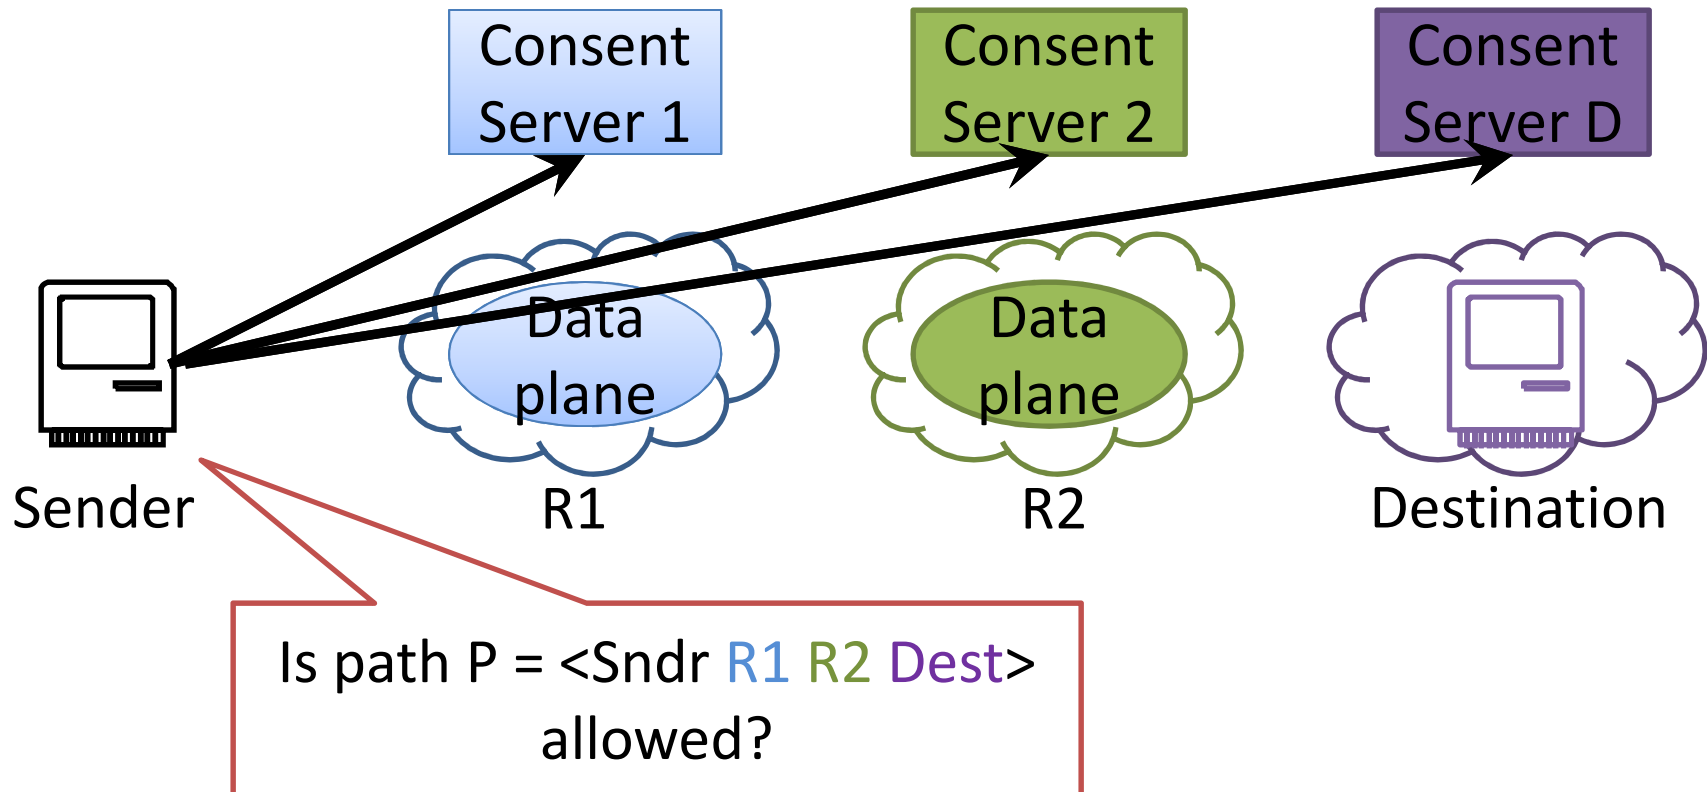 Consent
Server 1
Consent
Server 2
Consent
Server D
Data
plane
Data
plane
Sender
R1
R2
Destination
Is path P = <Sndr R1 R2 Dest>
allowed?